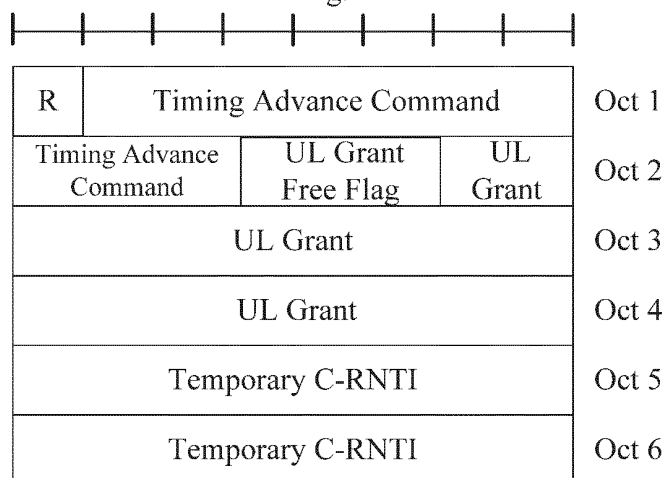 R Timing Advance Command Oct 1
Timing Advance Command UL Grant Free Flag UL Grant Oct 2
UL Grant Oct 3
UL Grant Oct 4
Temporary C-RNTI Oct 5
Temporary C-RNTI Oct 6